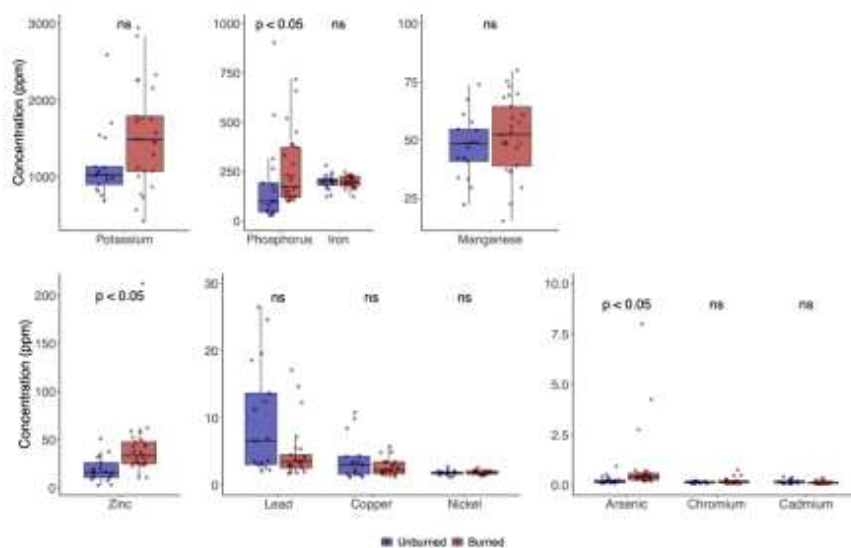 Concentration (ppm)
3000
2000
1000
ns
Potassium
1000
750
500
250
0
p < 0.05
ns
Phosphorus
Iron
100
75
50
25
ns
Manganese
Concentration (ppm)
200
150
100
50
0
p < 0.05
Zinc
30
20
10
0
ns
ns
ns
Lead
Copper
Nickel
10.0
7.5
5.0
2.5
0.0
p < 0.05
ns
ns
Arsenic
Chromium
Cadmium
Unburned
Burned